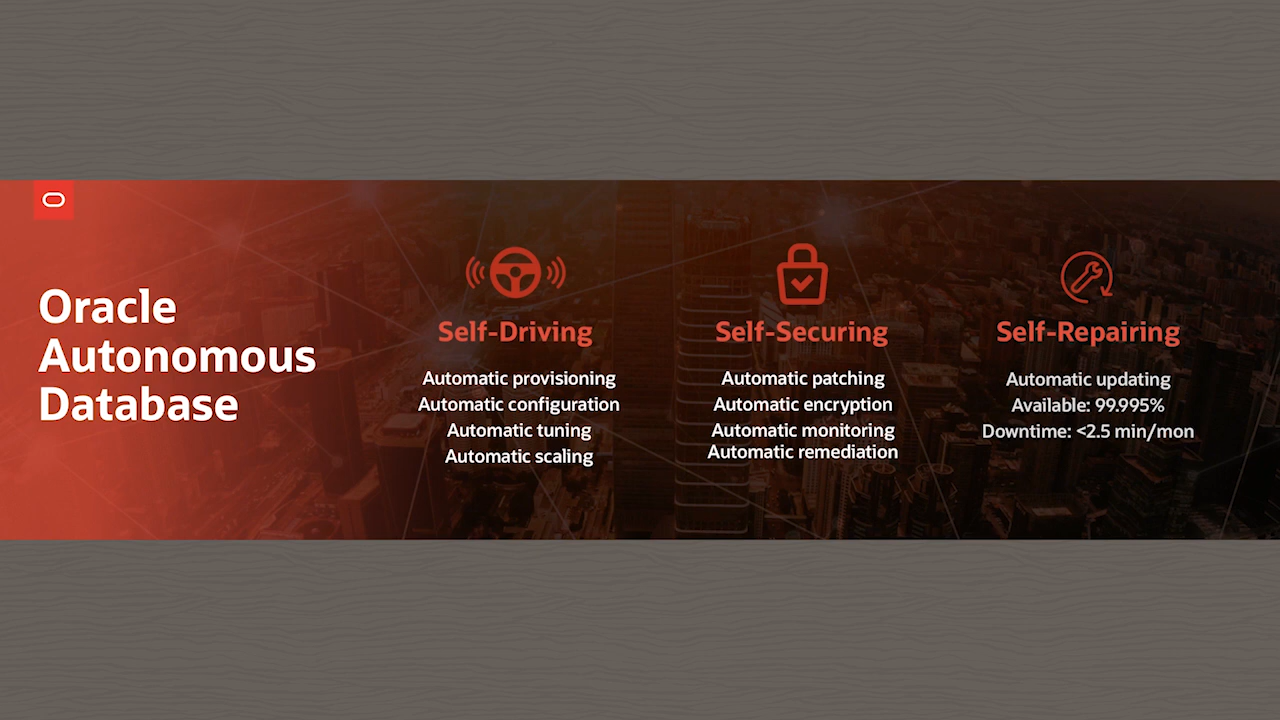 Oracle
Autonomous
Database
Self-Driving
Automatic provisioning
Automatic configuration
Automatic tuning
Automatic scaling
Self-Securing
Automatic patching
Automatic encryption
Automatic monitoring
Automatic remediation
Self-Repairing
Automatic updating
Available: 99.995%
Downtime: <2.5 min/mon